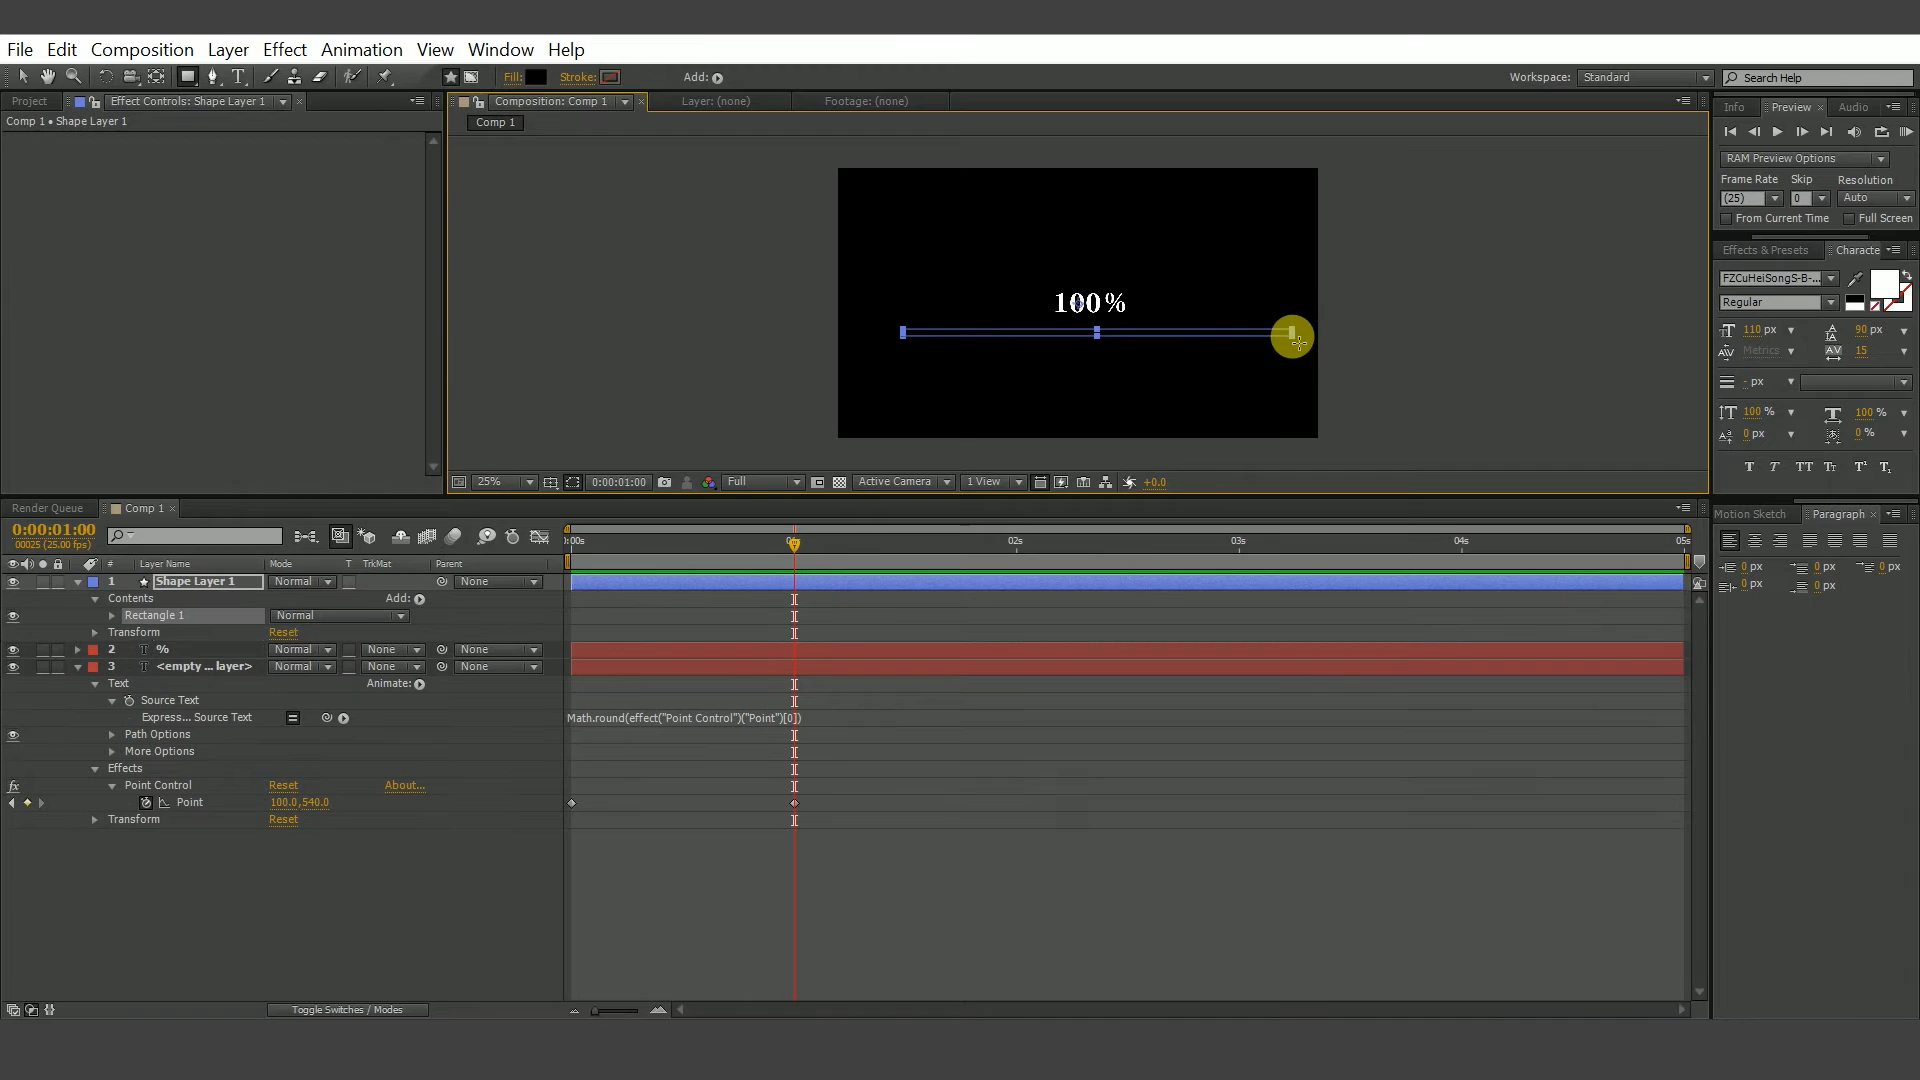 File Edit Composition Layer Effect Animation View Window Help
Fill: Stroke: Add: Workspace: Standard Search Help
Project Effect Controls: Shape Layer 1 Composition: Comp 1 Layer: (none) Footage: (none) Info Preview Audio
Comp 1 • Shape Layer 1 Comp 1
RAM Preview Options
Frame Rate Skip Resolution
(25) 0 Auto
From Current Time Full Screen
Effects & Presets Characte
FZCuHeiSongS-B-...
Regular
100%
110 px 90 px
Metrics 15
- px
100 % 100 %
0 px 0 %
T T TT Tt T¹ T₁
25% 0:00:01:00 Full Active Camera 1 View +0.0
Render Queue Comp 1 Motion Sketch Paragraph
0:00:01:00
00025 (25.00 fps)
:00s 02s 03s 04s 05s
0 px 0 px 0 px
0 px 0 px
# Layer Name Mode T TrkMat Parent
1 Shape Layer 1 Normal None
Contents Add:
Rectangle 1 Normal
Transform Reset
2 T % Normal None None
3 T <empty ... layer> Normal None None
Text Animate:
Source Text
Express... Source Text Math.round(effect("Point Control")("Point")[0])
Path Options
More Options
Effects
fx Point Control Reset About...
Point 100.0,540.0
Transform Reset
Toggle Switches / Modes